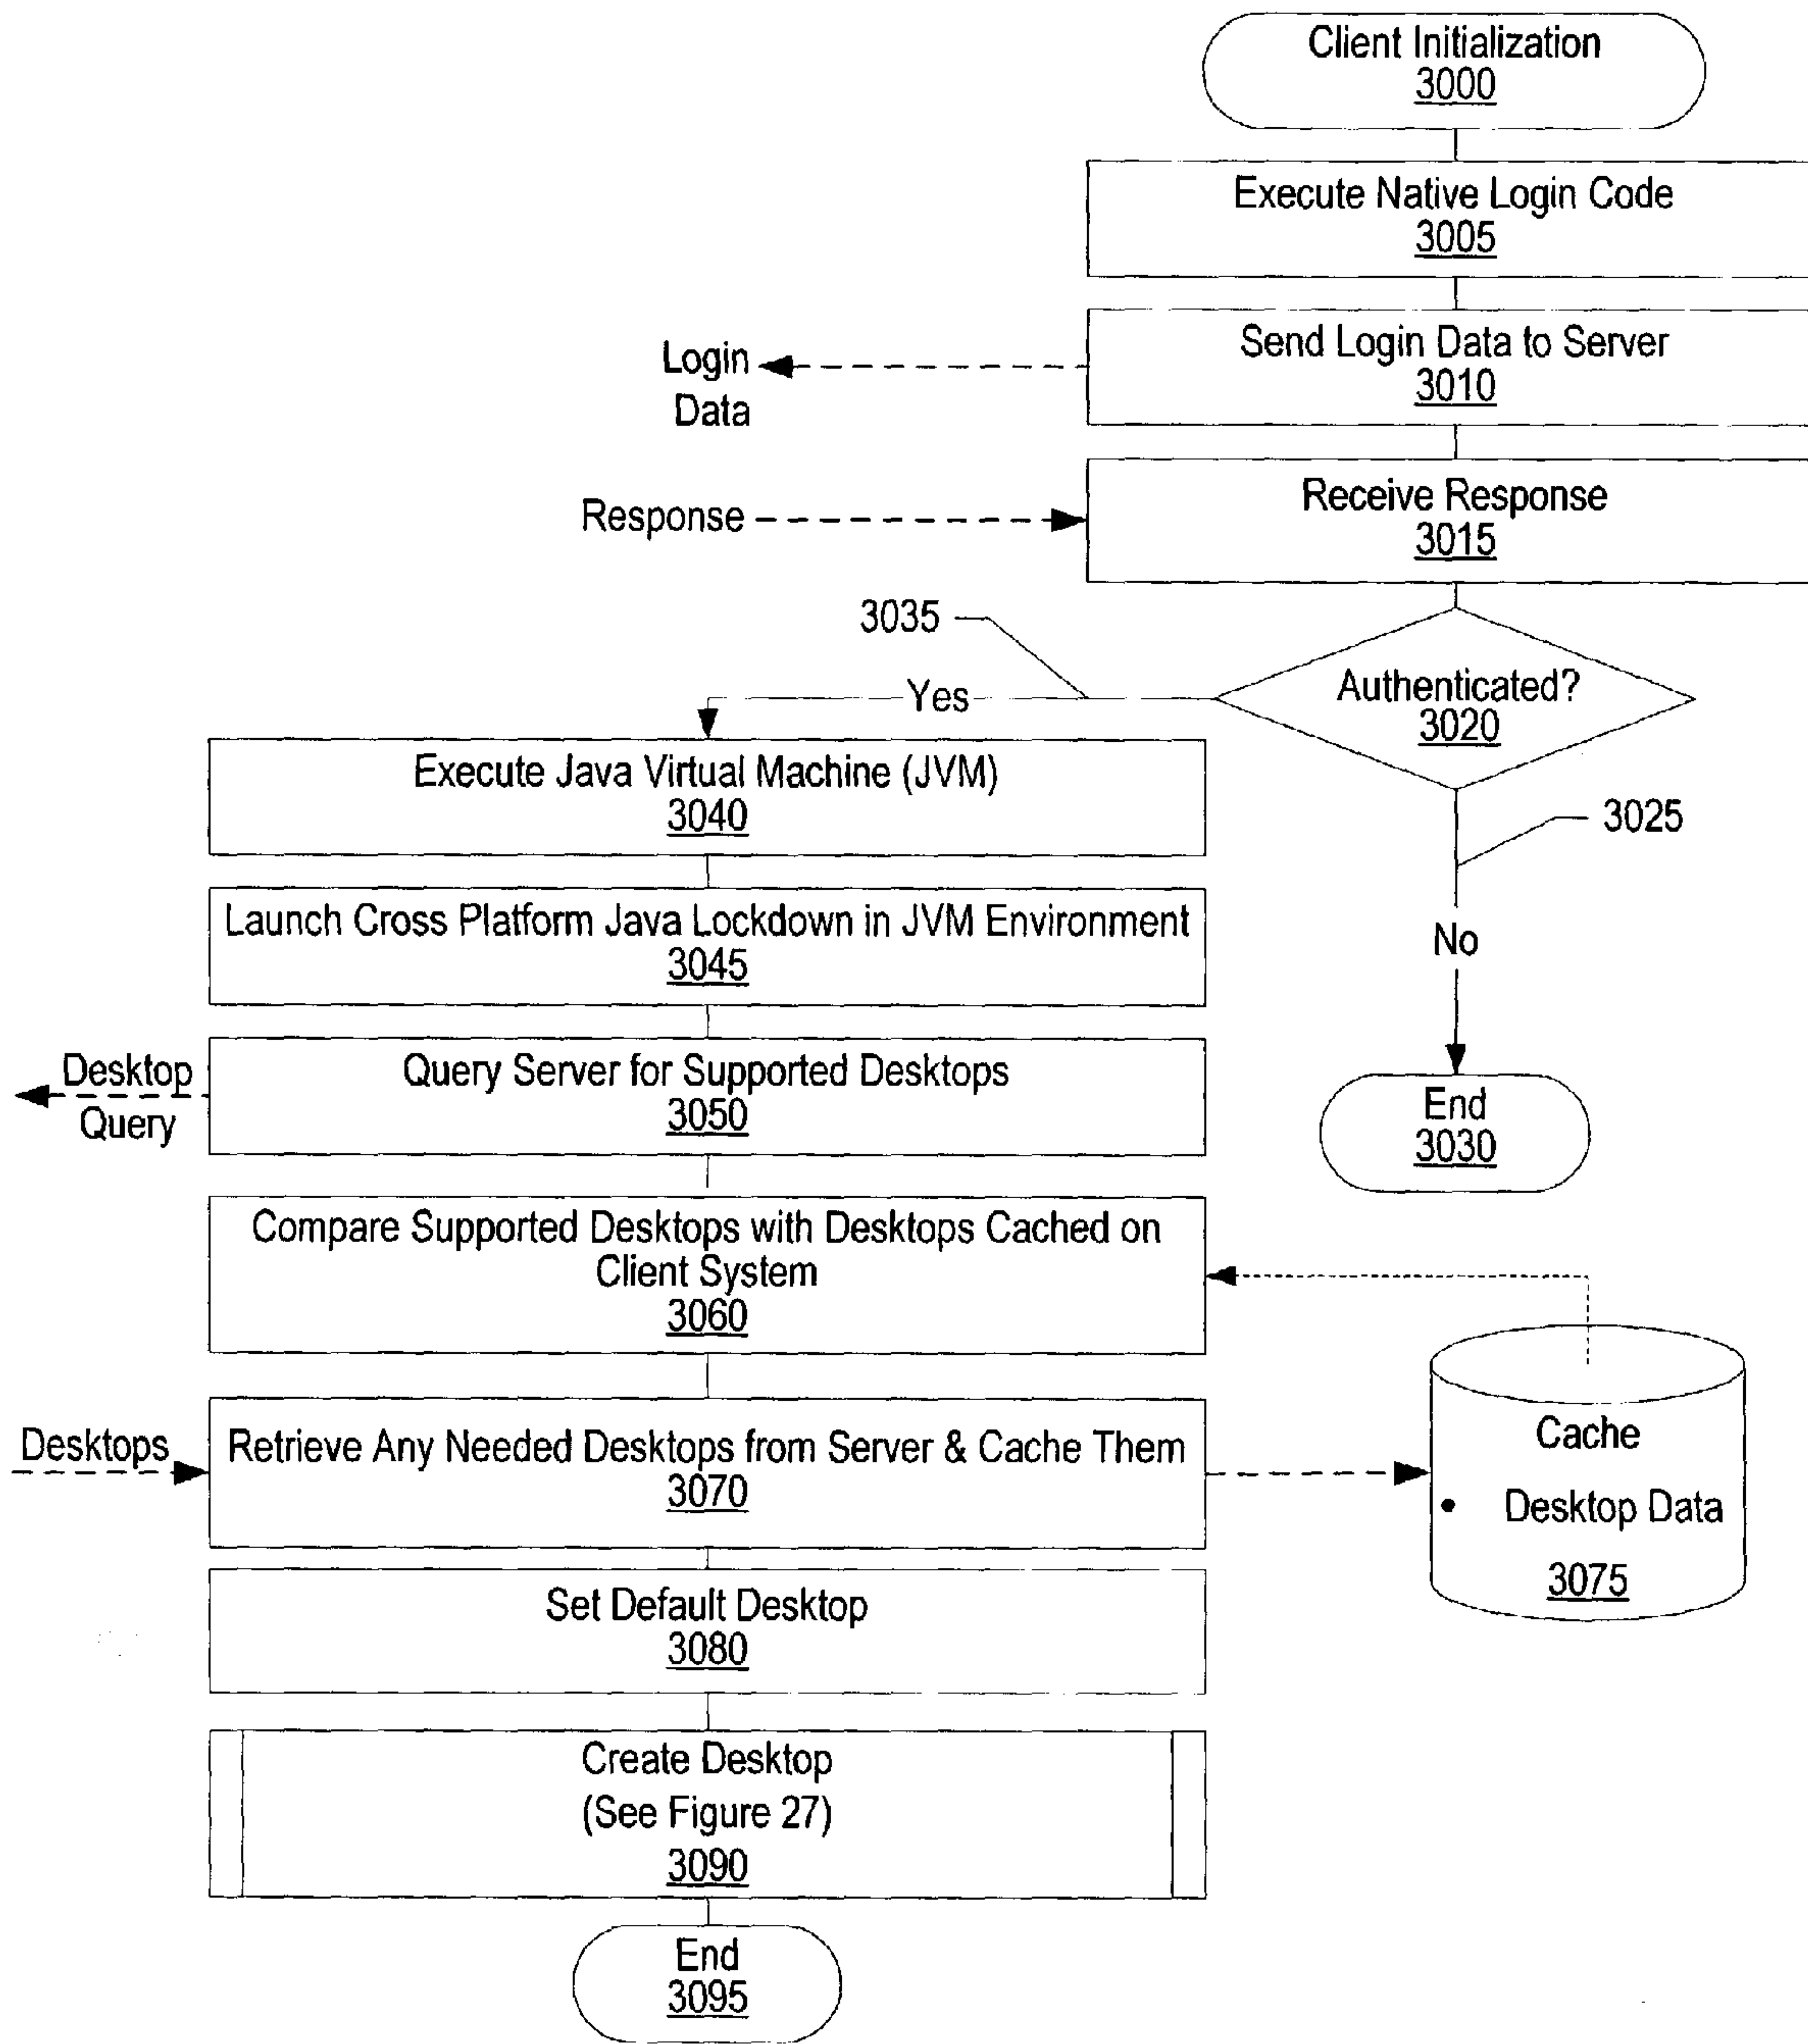 Client Initialization
3000
Execute Native Login Code
3005
Send Login Data to Server
3010
Login
Data
Receive Response
3015
Response
3035
Authenticated?
3020
Yes
3025
No
End
3030
Execute Java Virtual Machine (JVM)
3040
Launch Cross Platform Java Lockdown in JVM Environment
3045
Query Server for Supported Desktops
3050
Desktop
Query
Compare Supported Desktops with Desktops Cached on
Client System
3060
Desktops
Retrieve Any Needed Desktops from Server & Cache Them
3070
Cache
• Desktop Data
3075
Set Default Desktop
3080
Create Desktop
(See Figure 27)
3090
End
3095